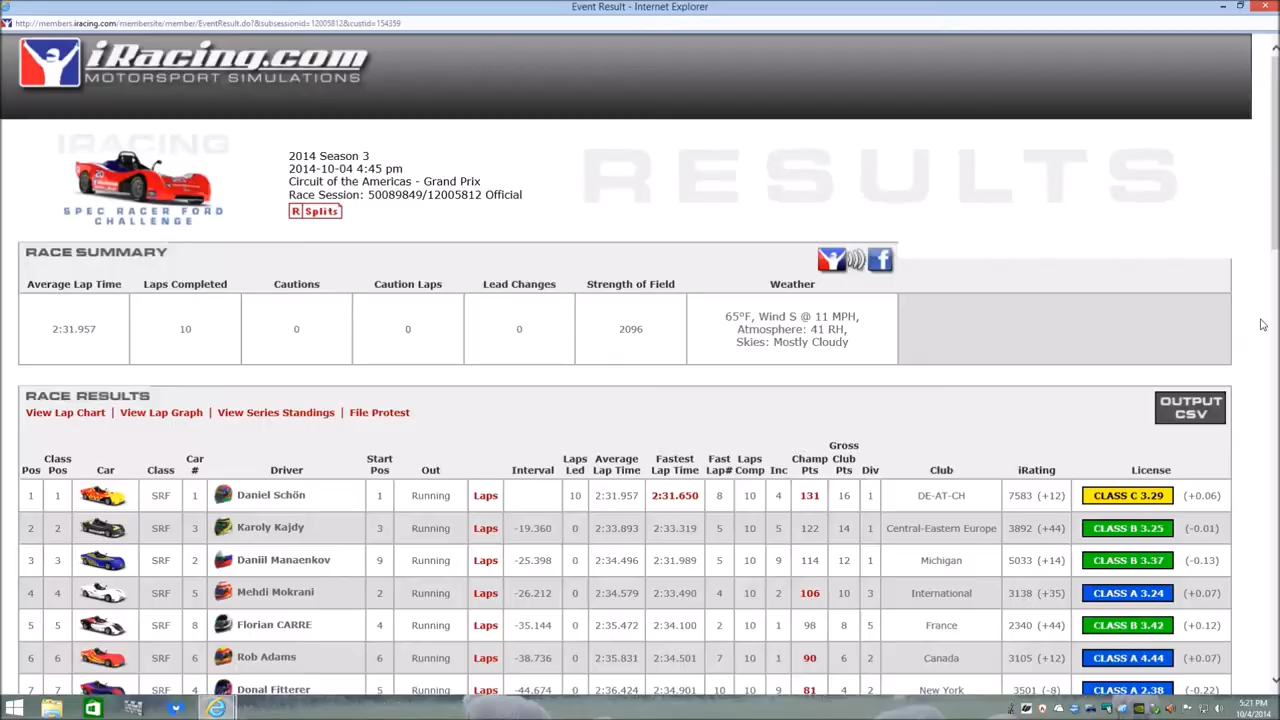 Event Result - Internet Explorer
http://members.iracing.com/membersite/member/EventResult.do?&subsessionid=12005812&custid=154359
iRacing.com
MOTORSPORT SIMULATIONS
IRACING
SPEC RACER FORD
CHALLENGE
2014 Season 3
2014-10-04 4:45 pm
Circuit of the Americas - Grand Prix
Race Session: 50089849/12005812 Official
R Splits
RESULTS
RACE SUMMARY
Average Lap Time Laps Completed Cautions Caution Laps Lead Changes Strength of Field Weather
2:31.957 10 0 0 0 2096 65°F, Wind S @ 11 MPH,
Atmosphere: 41 RH,
Skies: Mostly Cloudy
RACE RESULTS
View Lap Chart | View Lap Graph | View Series Standings | File Protest
OUTPUT
CSV
Pos Class Pos Car Class Car # Driver Start Pos Out Interval Laps Led Average Lap Time Fastest Lap Time Fast Lap# Laps Comp Inc Champ Pts Gross Club Pts Div Club iRating License
1 1 SRF 1 Daniel Schön 1 Running Laps 10 2:31.957 2:31.650 8 10 4 131 16 1 DE-AT-CH 7583 (+12) CLASS C 3.29 (+0.06)
2 2 SRF 3 Karoly Kajdy 3 Running Laps -19.360 0 2:33.893 2:33.319 5 10 5 122 14 1 Central-Eastern Europe 3892 (+44) CLASS B 3.25 (-0.01)
3 3 SRF 2 Daniil Manaenkov 9 Running Laps -25.398 0 2:34.496 2:31.989 5 10 9 114 12 1 Michigan 5033 (+14) CLASS B 3.37 (-0.13)
4 4 SRF 5 Mehdi Mokrani 2 Running Laps -26.212 0 2:34.579 2:33.490 4 10 2 106 10 3 International 3138 (+35) CLASS A 3.24 (+0.07)
5 5 SRF 8 Florian CARRE 4 Running Laps -35.144 0 2:35.472 2:34.100 2 10 1 98 8 5 France 2340 (+44) CLASS B 3.42 (+0.12)
6 6 SRF 6 Rob Adams 6 Running Laps -38.736 0 2:35.831 2:34.501 7 10 1 90 6 2 Canada 3105 (+12) CLASS A 4.44 (+0.07)
7 7 SRF 4 Donal Fitterer 5 Running Laps -44.674 0 2:36.424 2:34.901 10 10 9 81 4 2 New York 3501 (-8) CLASS A 2.38 (-0.22)
5:21 PM
10/4/2014